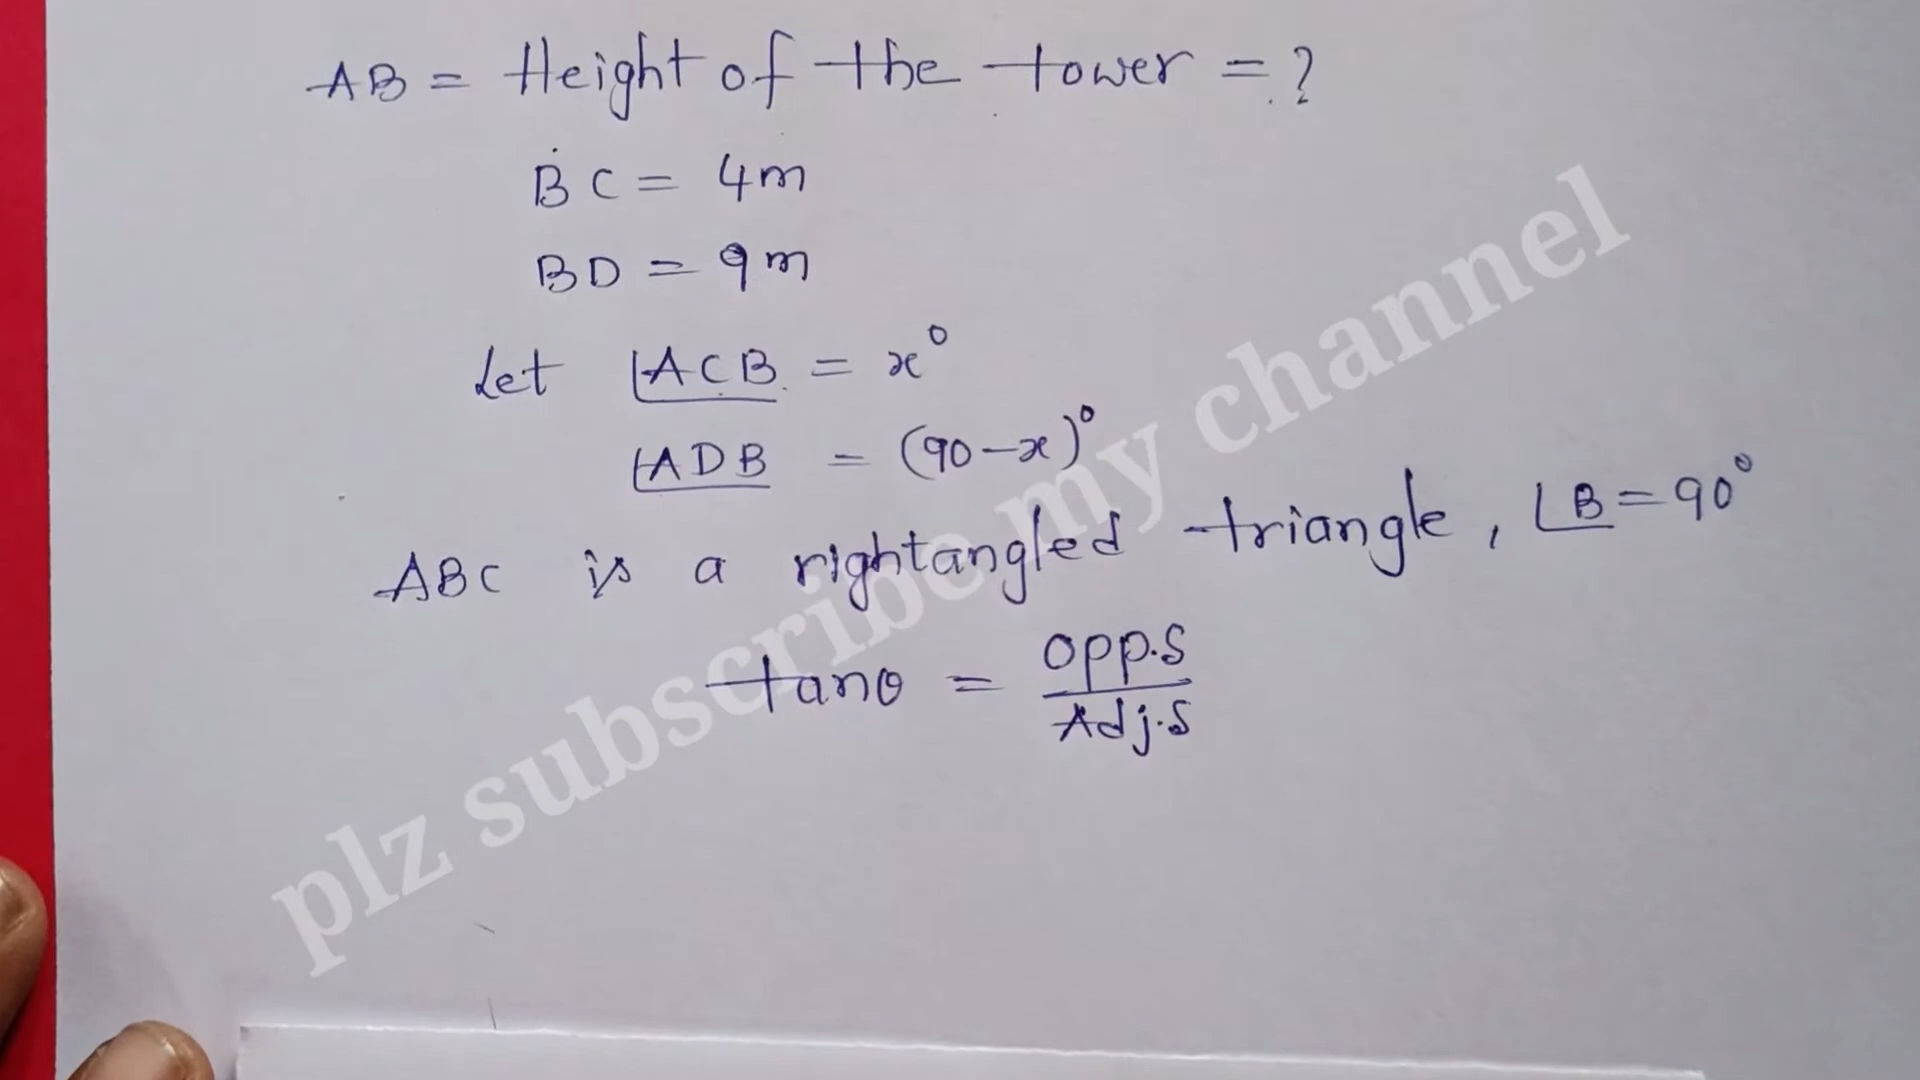 AB = Height of the tower = ?
BC = 4m
BD = 9m
Let ∠ACB = x°
∠ADB = (90-x)°
ABC is a rightangled triangle, ∠B = 90°
tanθ = Opp.S
Adj.S
plz subscribe my channel